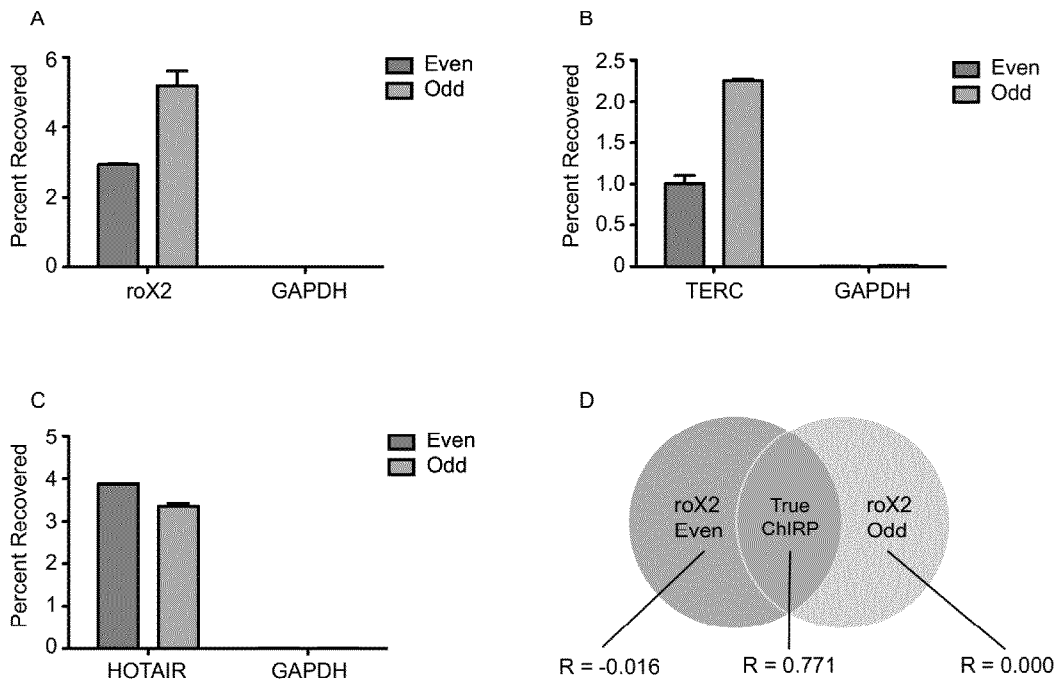 A
Percent Recovered
6
4
2
0
roX2
GAPDH
Even
Odd
B
Percent Recovered
2.5
2.0
1.5
1.0
0.5
0
TERC
GAPDH
Even
Odd
C
Percent Recovered
5
4
3
2
1
0
HOTAIR
GAPDH
Even
Odd
D
roX2
Even
True
ChIRP
roX2
Odd
R = -0.016
R = 0.771
R = 0.000